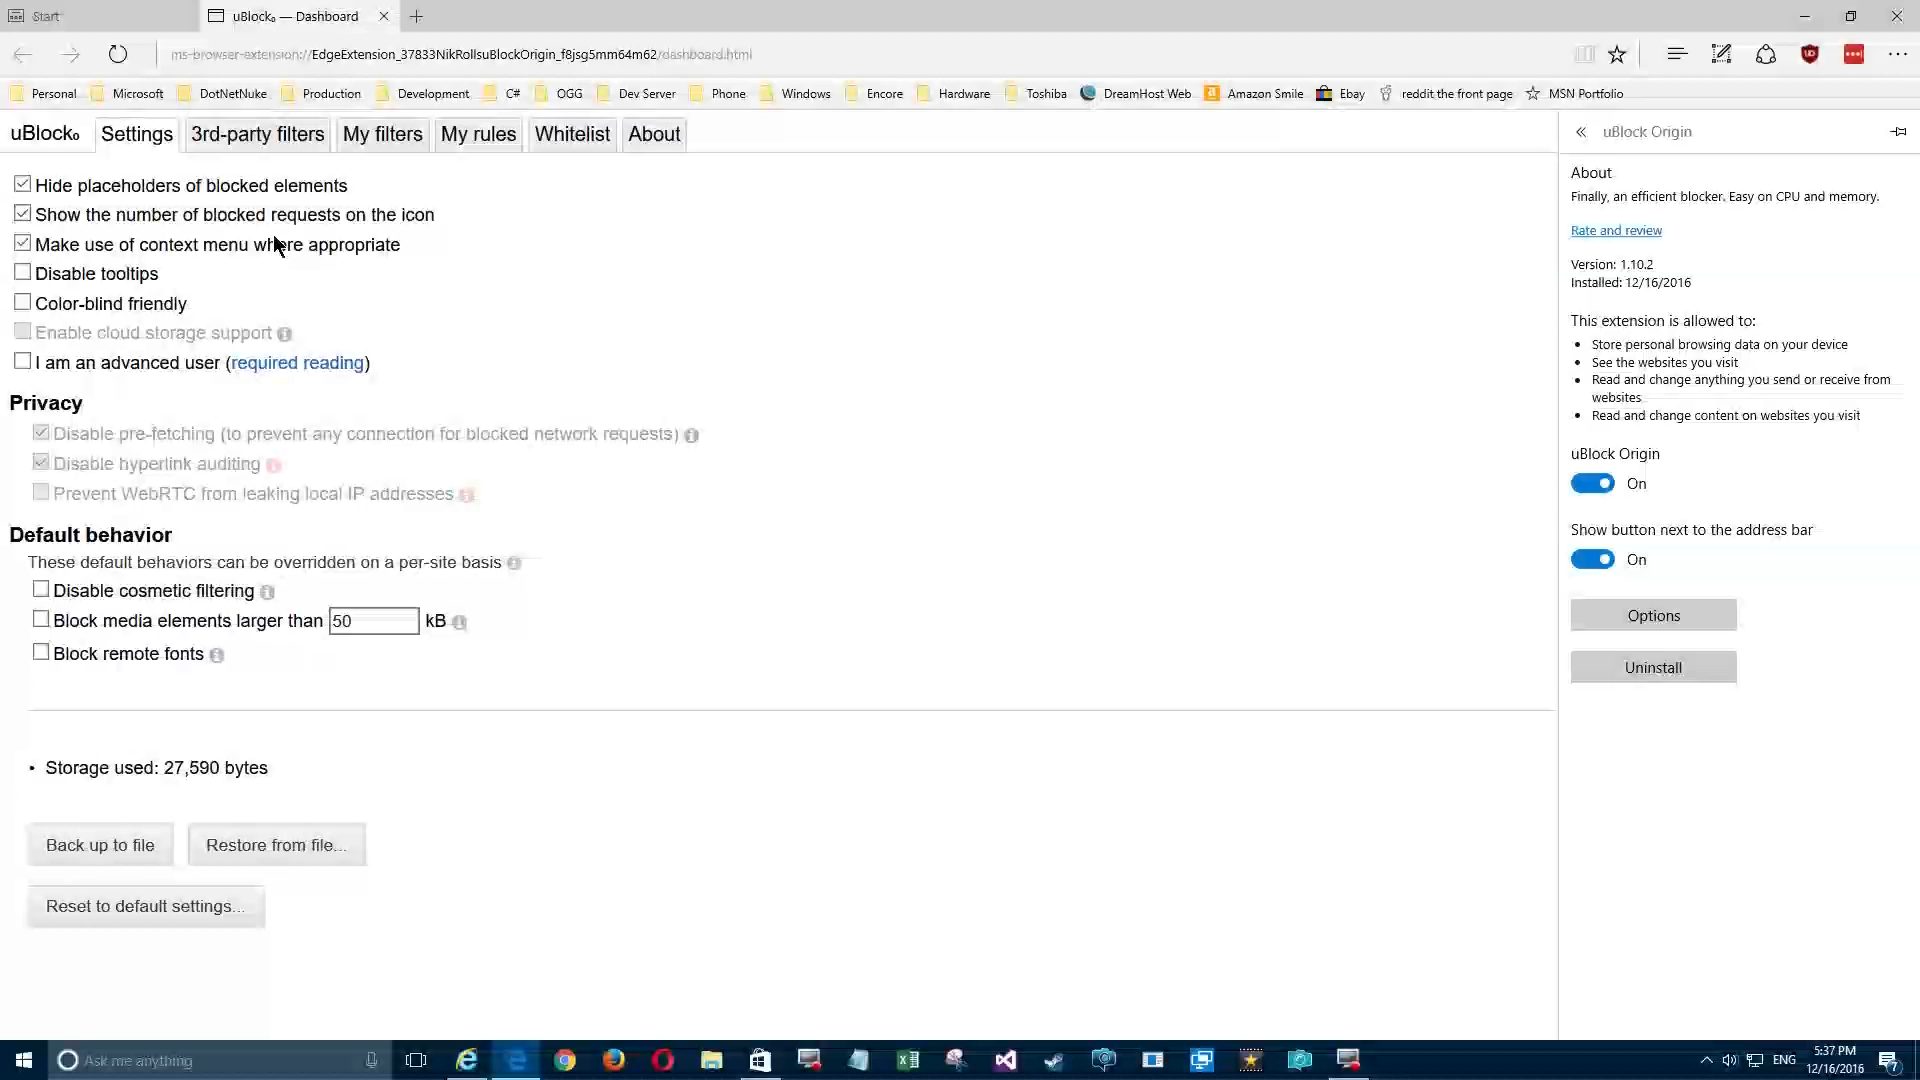 Start
uBlock₀ — Dashboard
ms-browser-extension://EdgeExtension_37833NikRollsuBlockOrigin_f8jsg5mm64m62/dashboard.html
Personal Microsoft DotNetNuke Production Development C# OGG Dev Server Phone Windows Encore Hardware Toshiba DreamHost Web Amazon Smile Ebay reddit the front page MSN Portfolio
uBlock₀ Settings 3rd-party filters My filters My rules Whitelist About
Hide placeholders of blocked elements
Show the number of blocked requests on the icon
Make use of context menu where appropriate
Disable tooltips
Color-blind friendly
Enable cloud storage support
I am an advanced user (required reading)
Privacy
Disable pre-fetching (to prevent any connection for blocked network requests)
Disable hyperlink auditing
Prevent WebRTC from leaking local IP addresses
Default behavior
These default behaviors can be overridden on a per-site basis
Disable cosmetic filtering
Block media elements larger than 50 kB
Block remote fonts
• Storage used: 27,590 bytes
Back up to file Restore from file...
Reset to default settings...
uBlock Origin
About
Finally, an efficient blocker. Easy on CPU and memory.
Rate and review
Version: 1.10.2
Installed: 12/16/2016
This extension is allowed to:
• Store personal browsing data on your device
• See the websites you visit
• Read and change anything you send or receive from
websites
• Read and change content on websites you visit
uBlock Origin
On
Show button next to the address bar
On
Options
Uninstall
Ask me anything
ENG
5:37 PM
12/16/2016
7